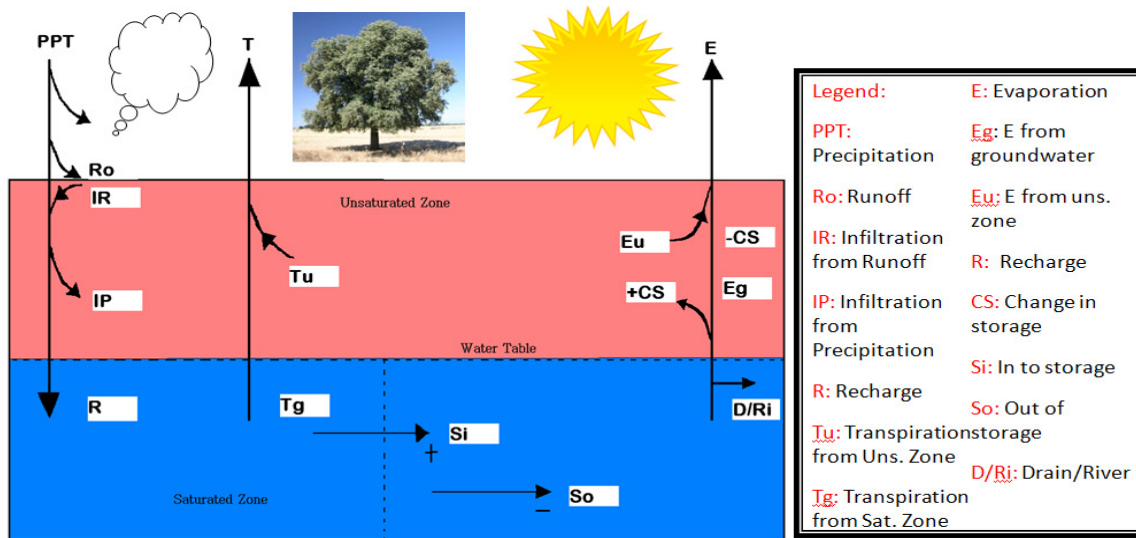 PPT
T
E
Ro
IR
Unsaturated Zone
Eu
-CS
Tu
IP
+CS
Eg
Water Table
R
Tg
D/Ri
Si
+
Saturated Zone
So
–
Legend:
PPT:
Precipitation
Ro: Runoff
IR: Infiltration
from Runoff
IP: Infiltration
from
Precipitation
R: Recharge
Tu: Transpiration
from Uns. Zone
Tg: Transpiration
from Sat. Zone
E: Evaporation
Eg: E from
groundwater
Eu: E from uns.
zone
R: Recharge
CS: Change in
storage
Si: In to storage
So: Out of
storage
D/Ri: Drain/River